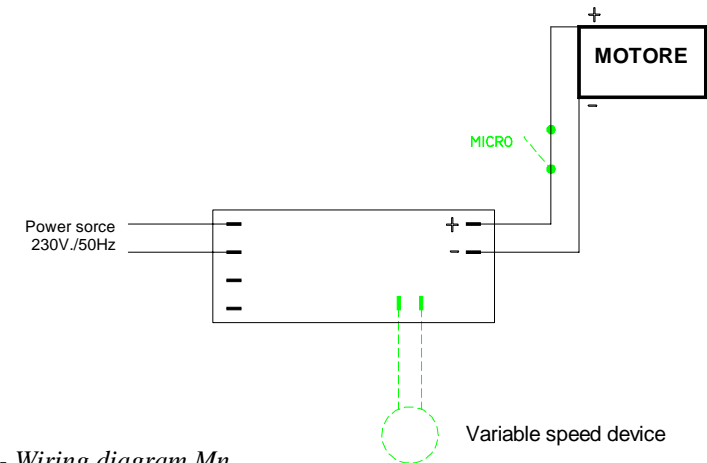 +
MOTORE
-
MICRO
Power sorce
230V./50Hz
+
-
Variable speed device
- Wiring diagram Mn